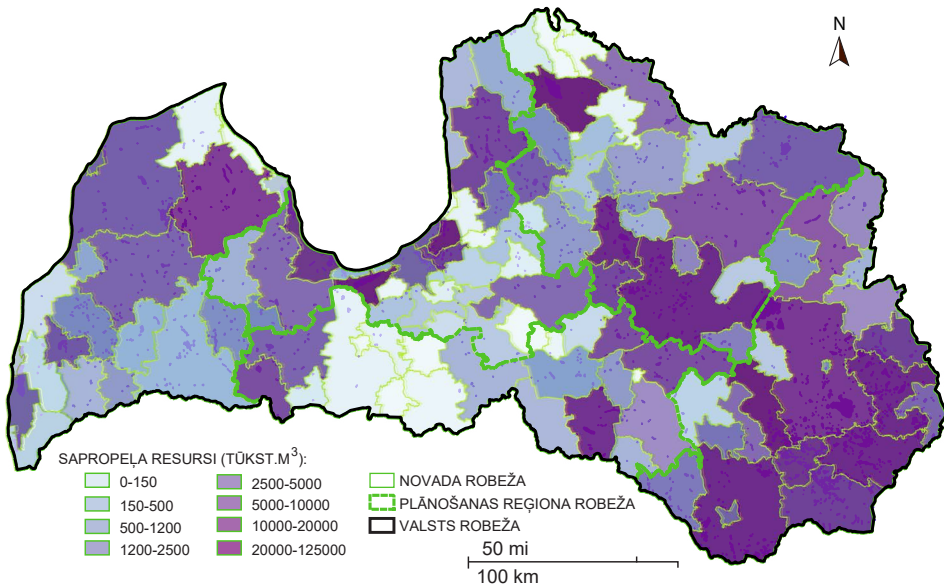 N
SAPROPEĻA RESURSI (TŪKST.M³):
0-150
150-500
500-1200
1200-2500
2500-5000
5000-10000
10000-20000
20000-125000
NOVADA ROBEŽA
PLĀNOŠANAS REĢIONA ROBEŽA
VALSTS ROBEŽA
50 mi
100 km